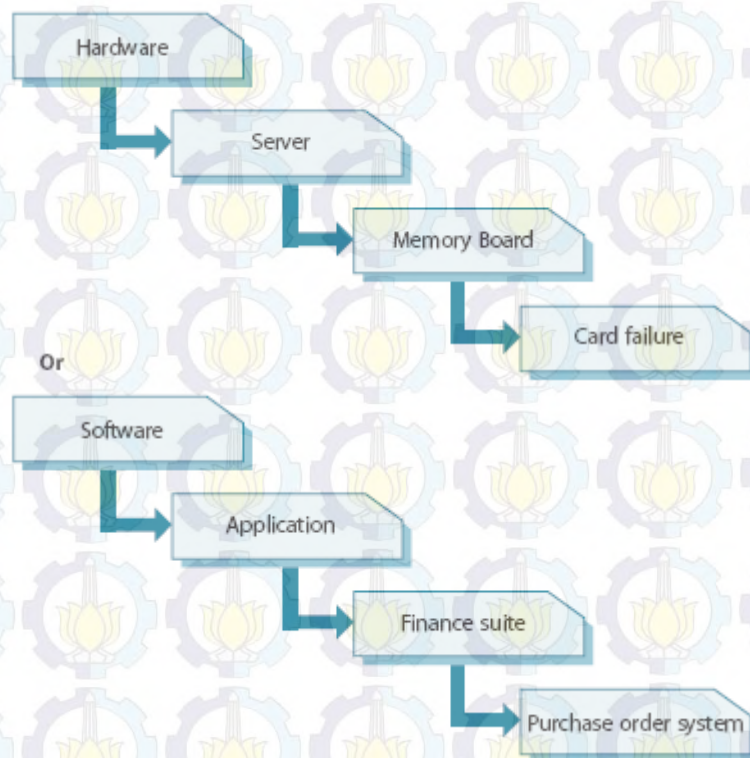 Hardware
Server
Memory Board
Card failure
Or
Software
Application
Finance suite
Purchase order system